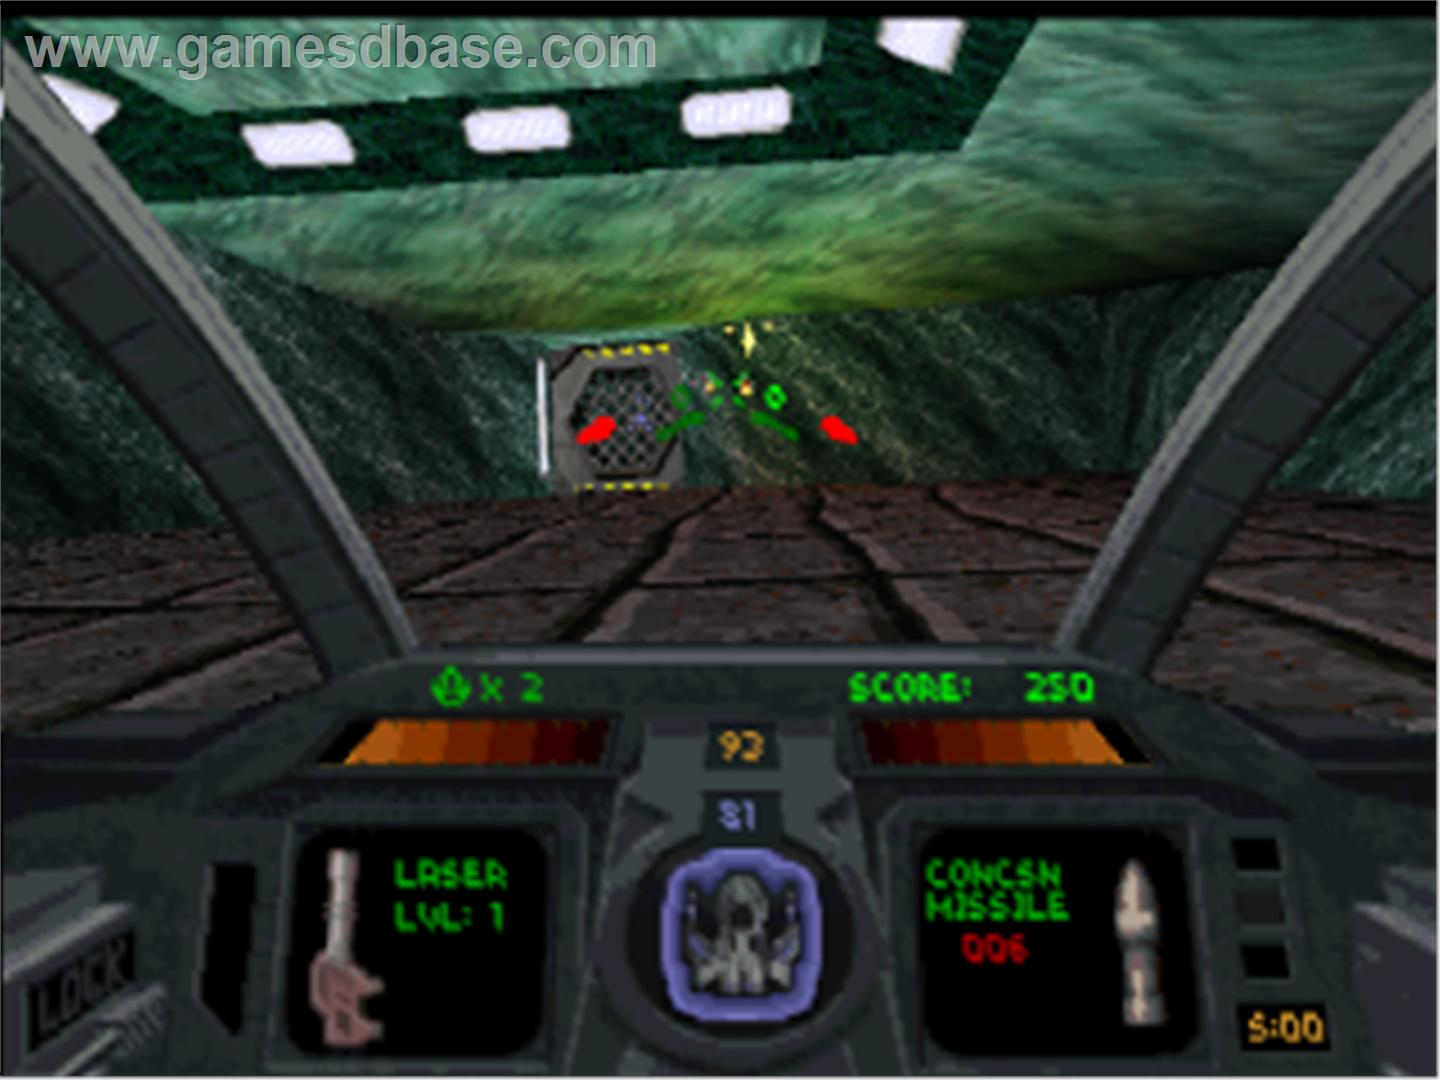 www.gamesdbase.com
x 2
SCORE: 250
93
81
LASER
LVL: 1
CONCSN
MISSILE
006
LOCK
5:00